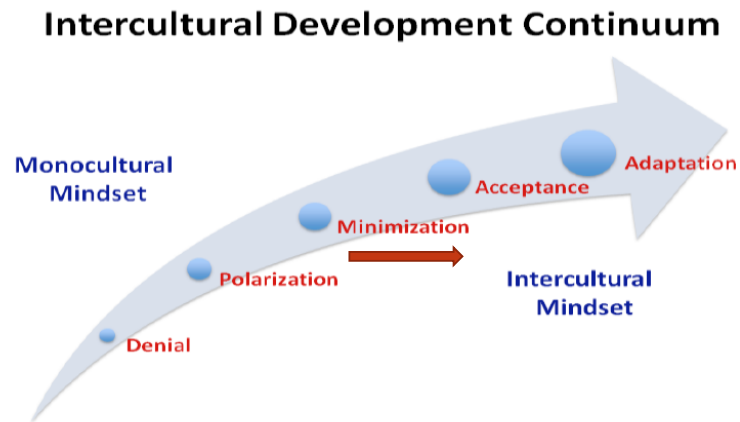 Intercultural Development Continuum
Monocultural
Mindset
Adaptation
Acceptance
Minimization
Polarization
Intercultural
Mindset
Denial